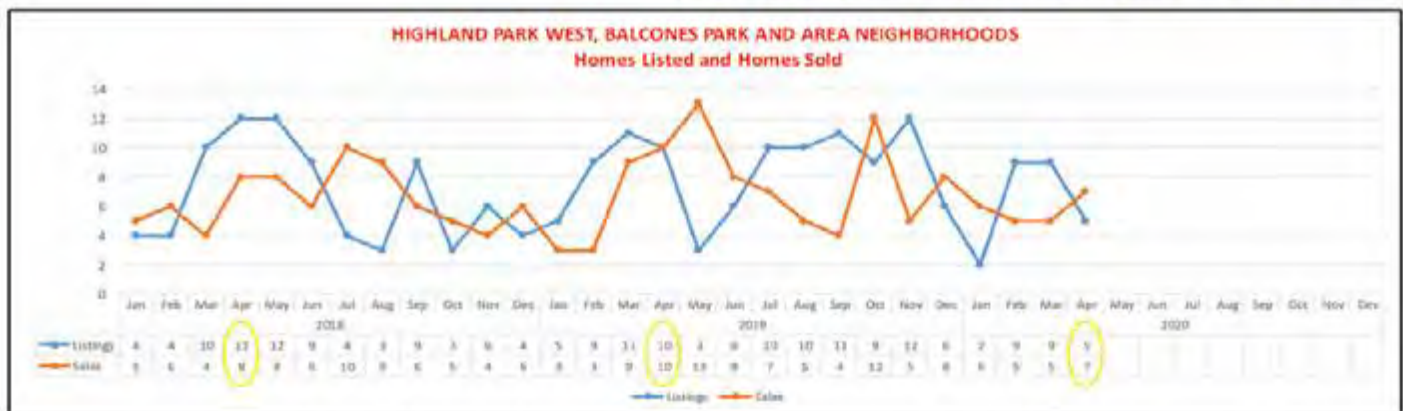 HIGHLAND PARK WEST, BALCONES PARK AND AREA NEIGHBORHOODS
Homes Listed and Homes Sold
14
12
10
8
6
4
2
0
Jan Feb Mar Apr May Jun Jul Aug Sep Oct Nov Dec Jan Feb Mar Apr May Jun Jul Aug Sep Oct Nov Dec Jan Feb Mar Apr May Jun Jul Aug Sep Oct Nov Dec
2018 2019 2020
Listings 4 4 10 12 12 9 4 3 9 3 6 4 5 9 11 10 3 6 10 10 11 9 12 6 2 9 9 5
Sales 5 6 4 8 8 6 10 9 6 5 4 6 3 3 9 10 13 8 7 5 4 12 5 8 6 5 5 7
Listings Sales